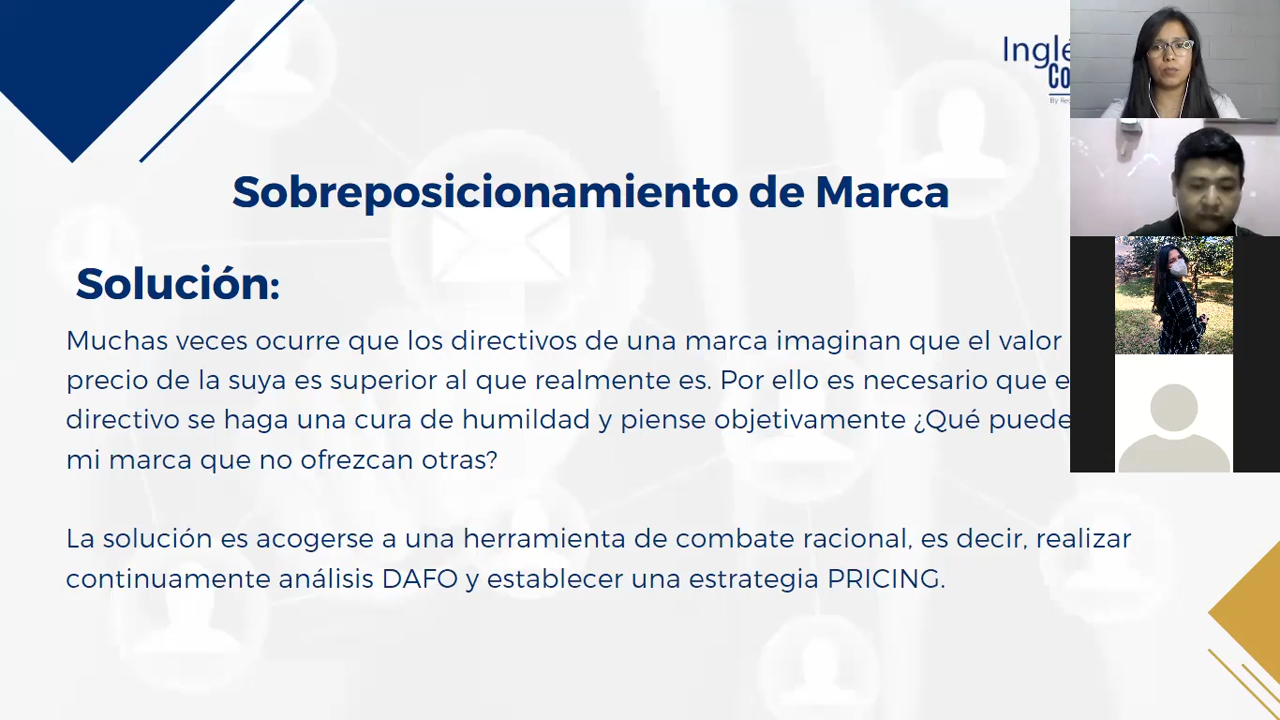 Inglé
Co
Sobreposicionamiento de Marca
Solución:
Muchas veces ocurre que los directivos de una marca imaginan que el valor
precio de la suya es superior al que realmente es. Por ello es necesario que e
directivo se haga una cura de humildad y piense objetivamente ¿Qué puede
mi marca que no ofrezcan otras?
La solución es acogerse a una herramienta de combate racional, es decir, realizar
continuamente análisis DAFO y establecer una estrategia PRICING.